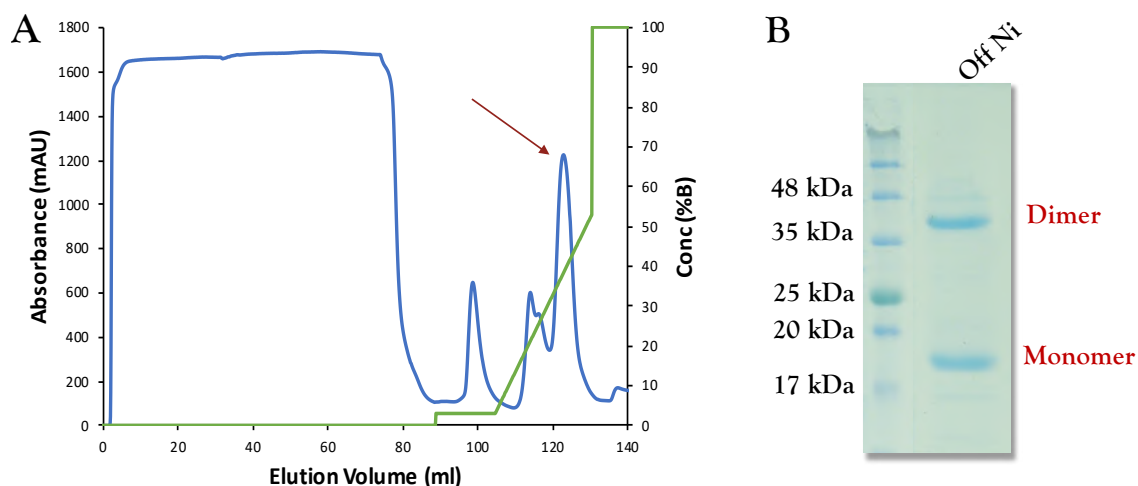 A
1800
1600
1400
1200
1000
800
600
400
200
0
Absorbance (mAU)
0 20 40 60 80 100 120 140
Elution Volume (ml)
100
90
80
70
60
50
40
30
20
10
0
Conc (%B)
B
Off Ni
48 kDa
35 kDa
25 kDa
20 kDa
17 kDa
Dimer
Monomer